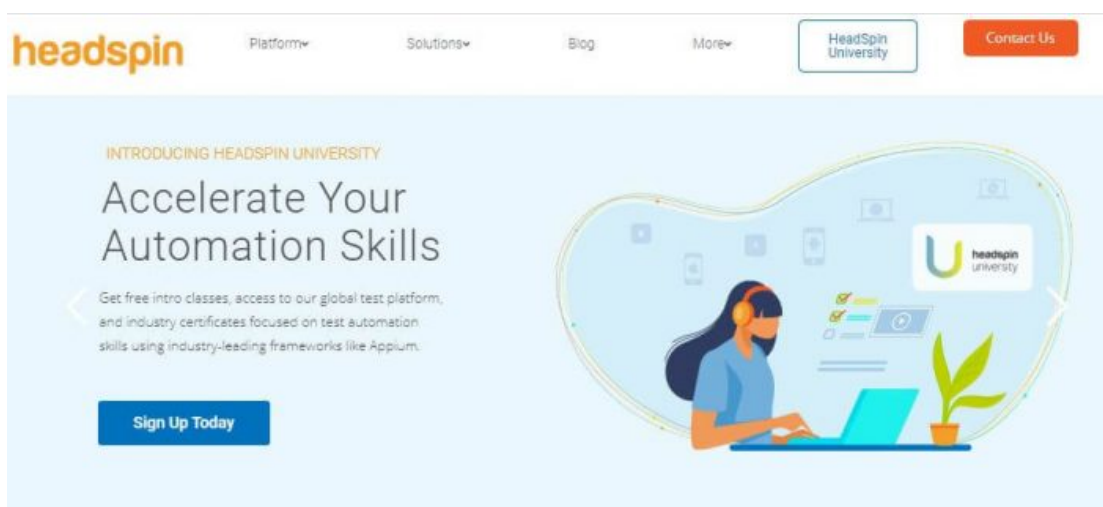 headspin
Platform
Solutions
Blog
More
HeadSpin
University
Contact Us
INTRODUCING HEADSPIN UNIVERSITY
Accelerate Your
Automation Skills
Get free intro classes, access to our global test platform,
and industry certificates focused on test automation
skills using industry-leading frameworks like Appium.
Sign Up Today
headspin
university